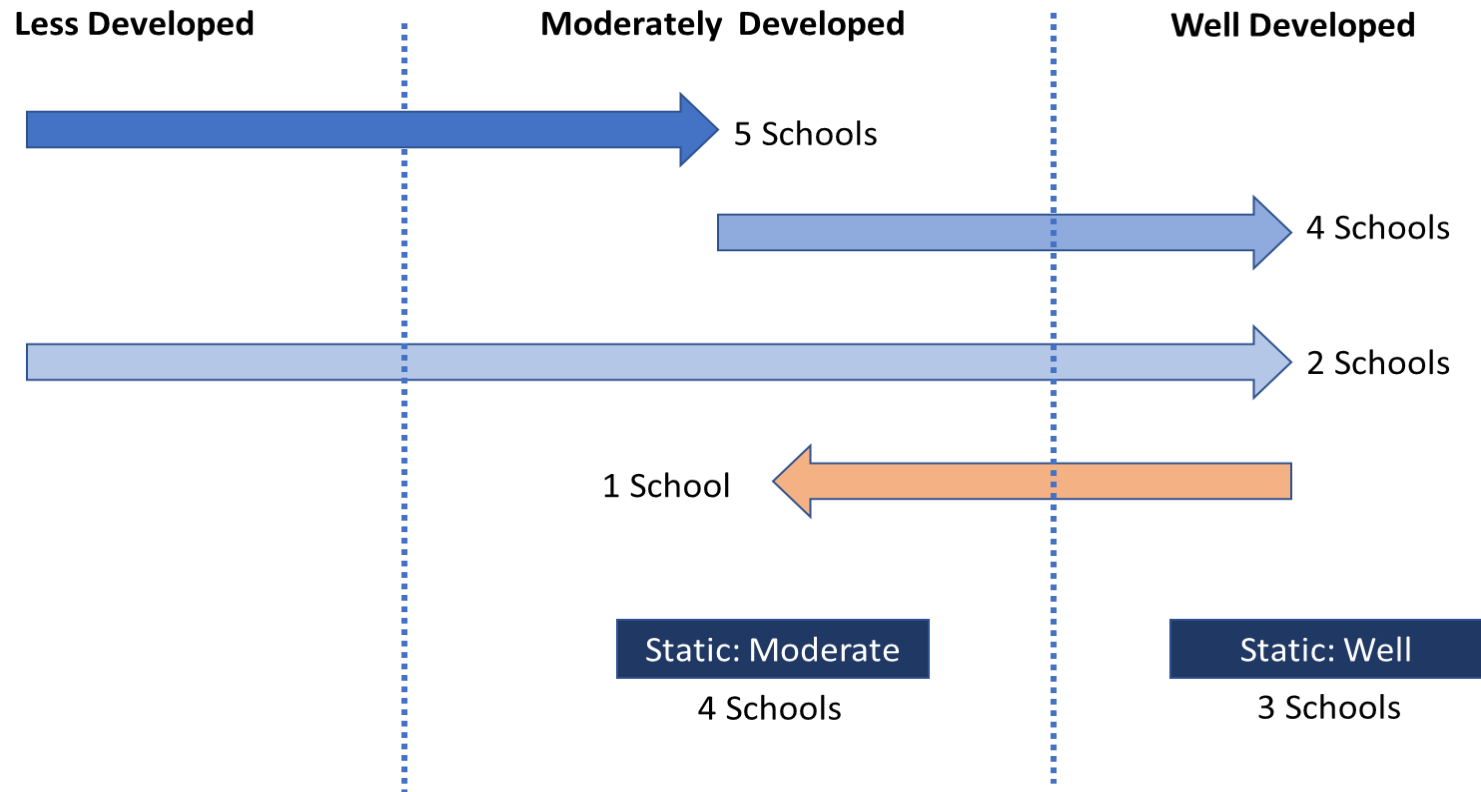 Less Developed
Moderately Developed
Well Developed
5 Schools
4 Schools
2 Schools
1 School
Static: Moderate
4 Schools
Static: Well
3 Schools